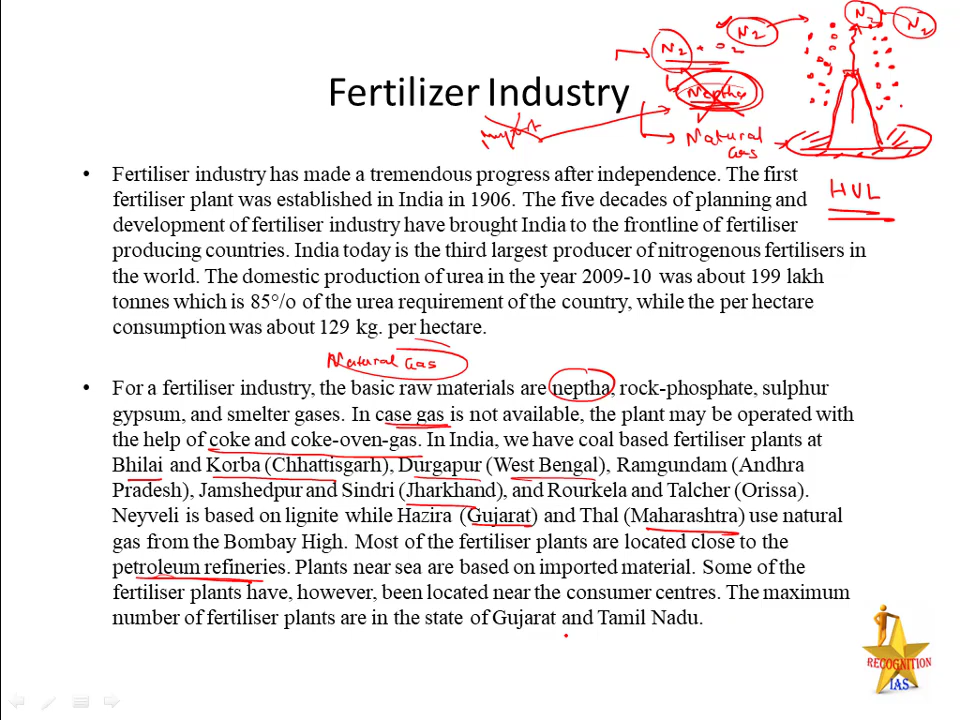 N2
N2
N2
N2 + O2
Neptha
Fertilizer Industry
Natural
Gas
HVL
• Fertiliser industry has made a tremendous progress after independence. The first
fertiliser plant was established in India in 1906. The five decades of planning and
development of fertiliser industry have brought India to the frontline of fertiliser
producing countries. India today is the third largest producer of nitrogenous fertilisers in
the world. The domestic production of urea in the year 2009-10 was about 199 lakh
tonnes which is 85°/o of the urea requirement of the country, while the per hectare
consumption was about 129 kg. per hectare.
Natural Gas
• For a fertiliser industry, the basic raw materials are neptha, rock-phosphate, sulphur
gypsum, and smelter gases. In case gas is not available, the plant may be operated with
the help of coke and coke-oven-gas. In India, we have coal based fertiliser plants at
Bhilai and Korba (Chhattisgarh), Durgapur (West Bengal), Ramgundam (Andhra
Pradesh), Jamshedpur and Sindri (Jharkhand), and Rourkela and Talcher (Orissa).
Neyveli is based on lignite while Hazira (Gujarat) and Thal (Maharashtra) use natural
gas from the Bombay High. Most of the fertiliser plants are located close to the
petroleum refineries. Plants near sea are based on imported material. Some of the
fertiliser plants have, however, been located near the consumer centres. The maximum
number of fertiliser plants are in the state of Gujarat and Tamil Nadu.
RECOGNITION
IAS